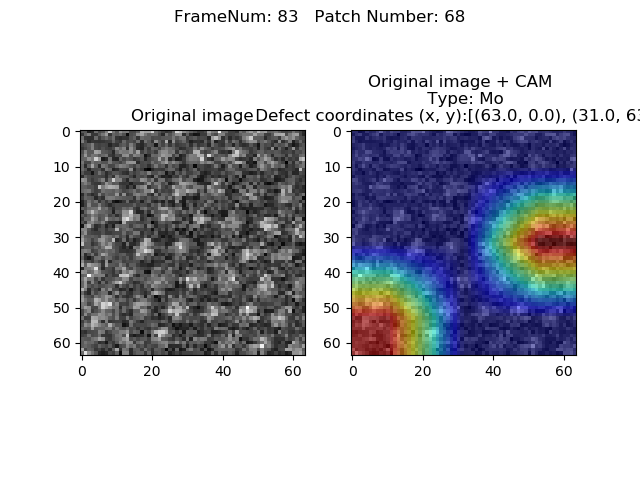 FrameNum: 83   Patch Number: 68
Original image + CAM
Type: Mo
Original image
Defect coordinates (x, y):[(63.0, 0.0), (31.0, 63
0
10
20
30
40
50
60
0 20 40 60
0
10
20
30
40
50
60
0 20 40 60